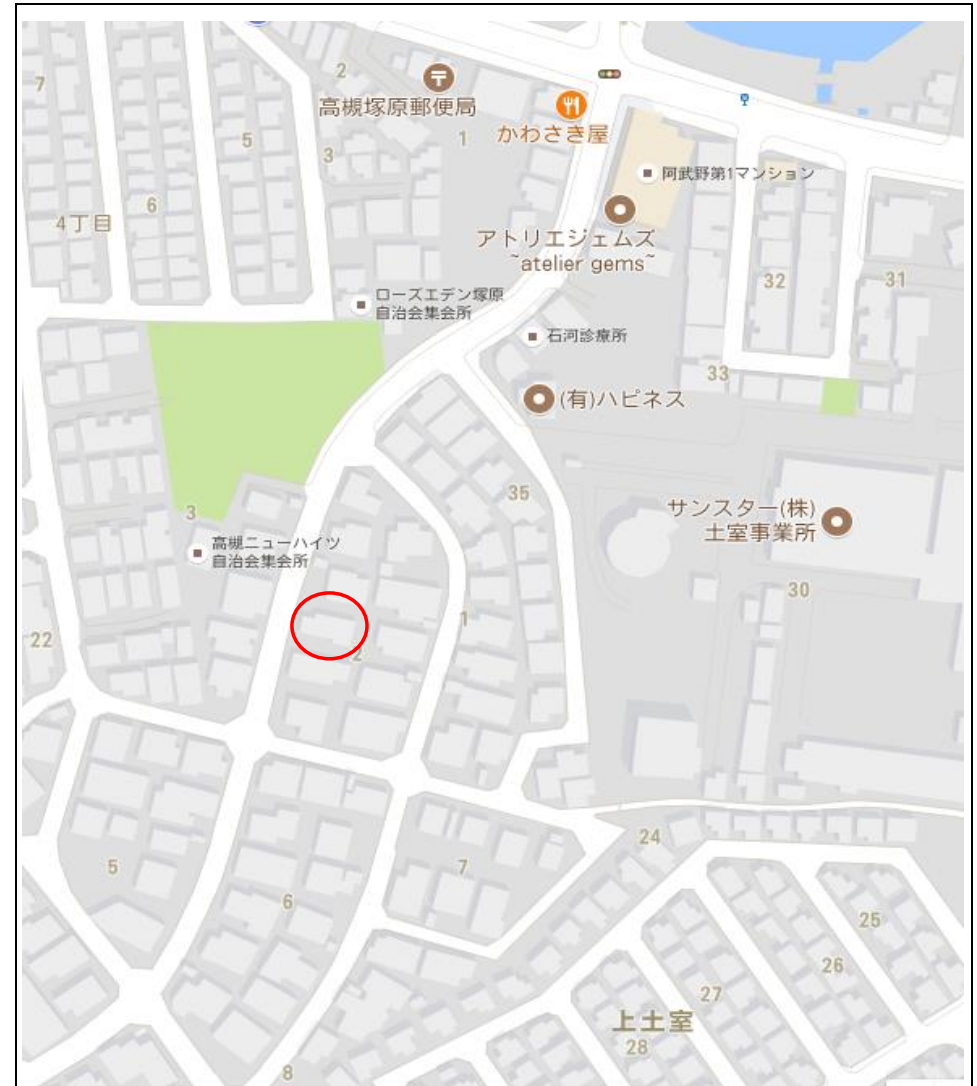 7
2
高槻塚原郵便局
かわさき屋
5
3
1
阿武野第1マンション
6
4丁目
アトリエジェムズ
~atelier gems~
32
31
ローズエデン塚原
自治会集会所
石河診療所
33
(有)ハピネス
35
サンスター(株)
土室事業所
3
高槻ニューハイツ
自治会集会所
30
1
22
24
5
7
6
25
26
27
上土室
28
8